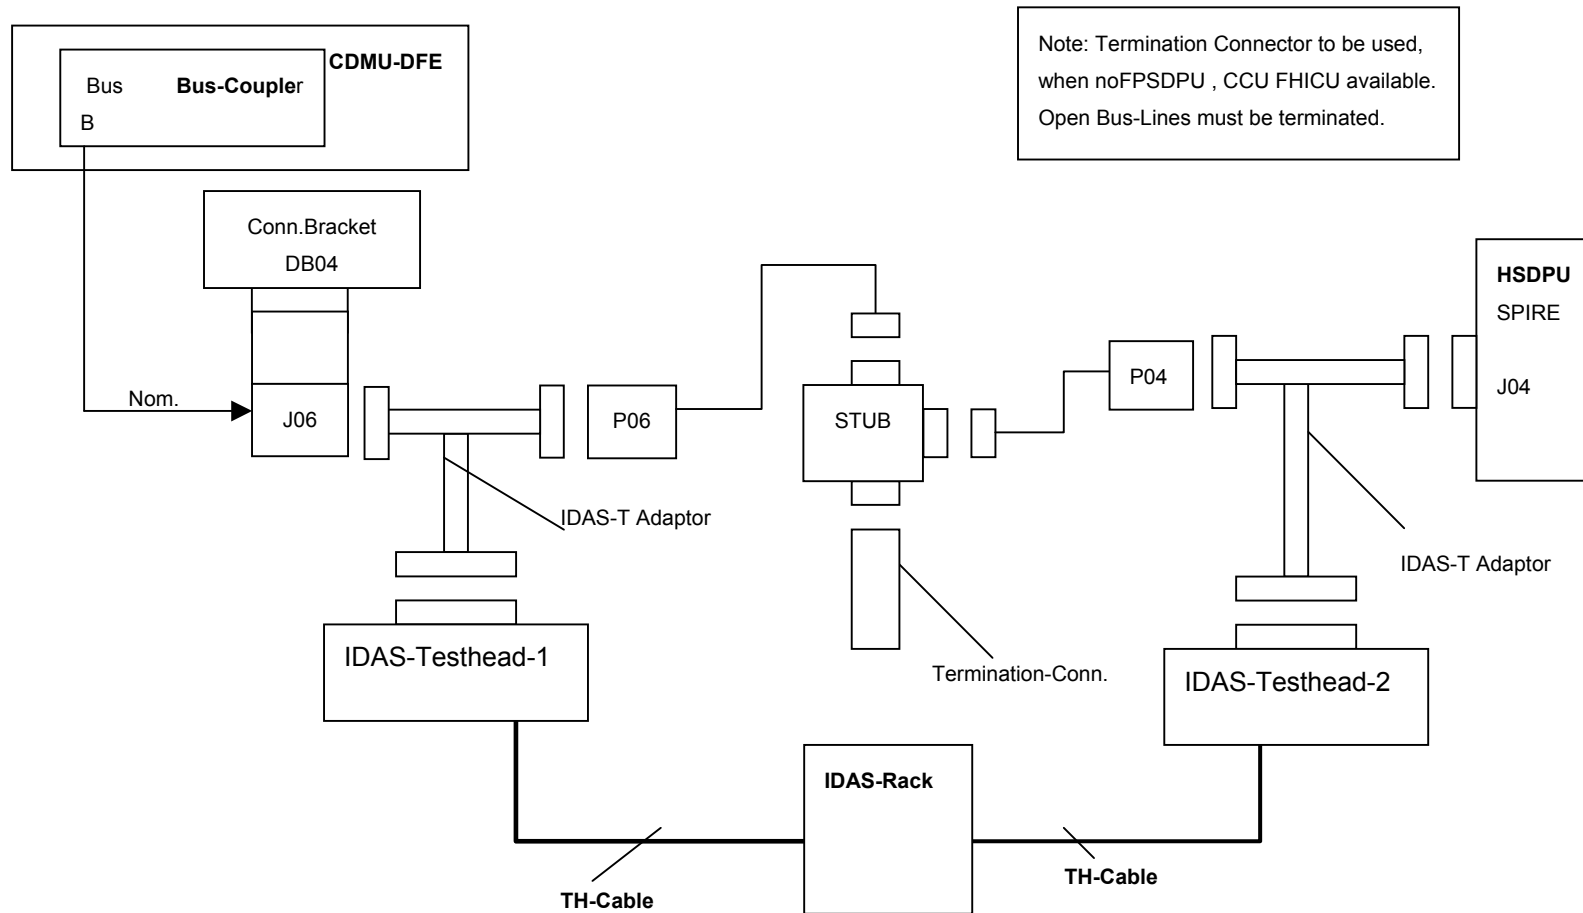 CDMU-DFE
Bus Bus-Coupler
B
Note: Termination Connector to be used,
when noFPSDPU , CCU FHICU available.
Open Bus-Lines must be terminated.
Conn.Bracket
DB04
HSDPU
SPIRE
J04
Nom.
J06
P06
STUB
P04
IDAS-T Adaptor
IDAS-T Adaptor
IDAS-Testhead-1
Termination-Conn.
IDAS-Testhead-2
IDAS-Rack
TH-Cable
TH-Cable